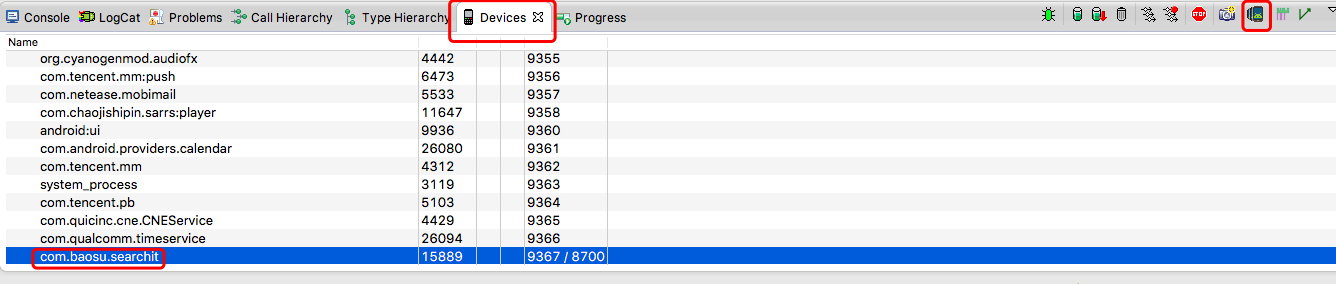 Console LogCat Problems Call Hierarchy Type Hierarchy Devices Progress STOP
Name
org.cyanogenmod.audiofx 4442 9355
com.tencent.mm:push 6473 9356
com.netease.mobimail 5533 9357
com.chaojishipin.sarrs:player 11647 9358
android:ui 9936 9360
com.android.providers.calendar 26080 9361
com.tencent.mm 4312 9362
system_process 3119 9363
com.tencent.pb 5103 9364
com.quicinc.cne.CNEService 4429 9365
com.qualcomm.timeservice 26094 9366
com.baosu.searchit 15889 9367 / 8700